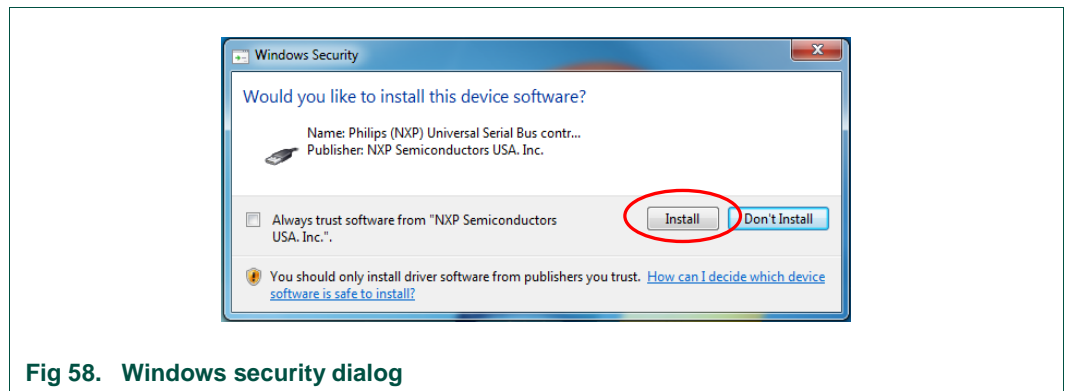 Windows Security
Would you like to install this device software?
Name: Philips (NXP) Universal Serial Bus contr...
Publisher: NXP Semiconductors USA. Inc.
Always trust software from "NXP Semiconductors
USA. Inc.".
Install
Don't Install
You should only install driver software from publishers you trust. How can I decide which device
software is safe to install?
Fig 58. Windows security dialog